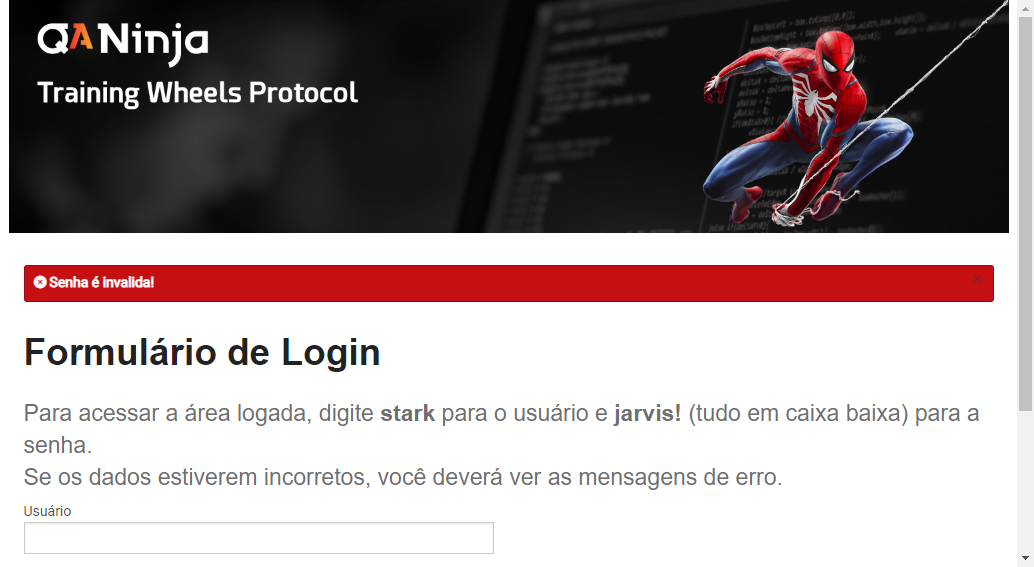 QANinja
Training Wheels Protocol
Senha é invalida!
×
Formulário de Login
Para acessar a área logada, digite stark para o usuário e jarvis! (tudo em caixa baixa) para a
senha.
Se os dados estiverem incorretos, você deverá ver as mensagens de erro.
Usuário